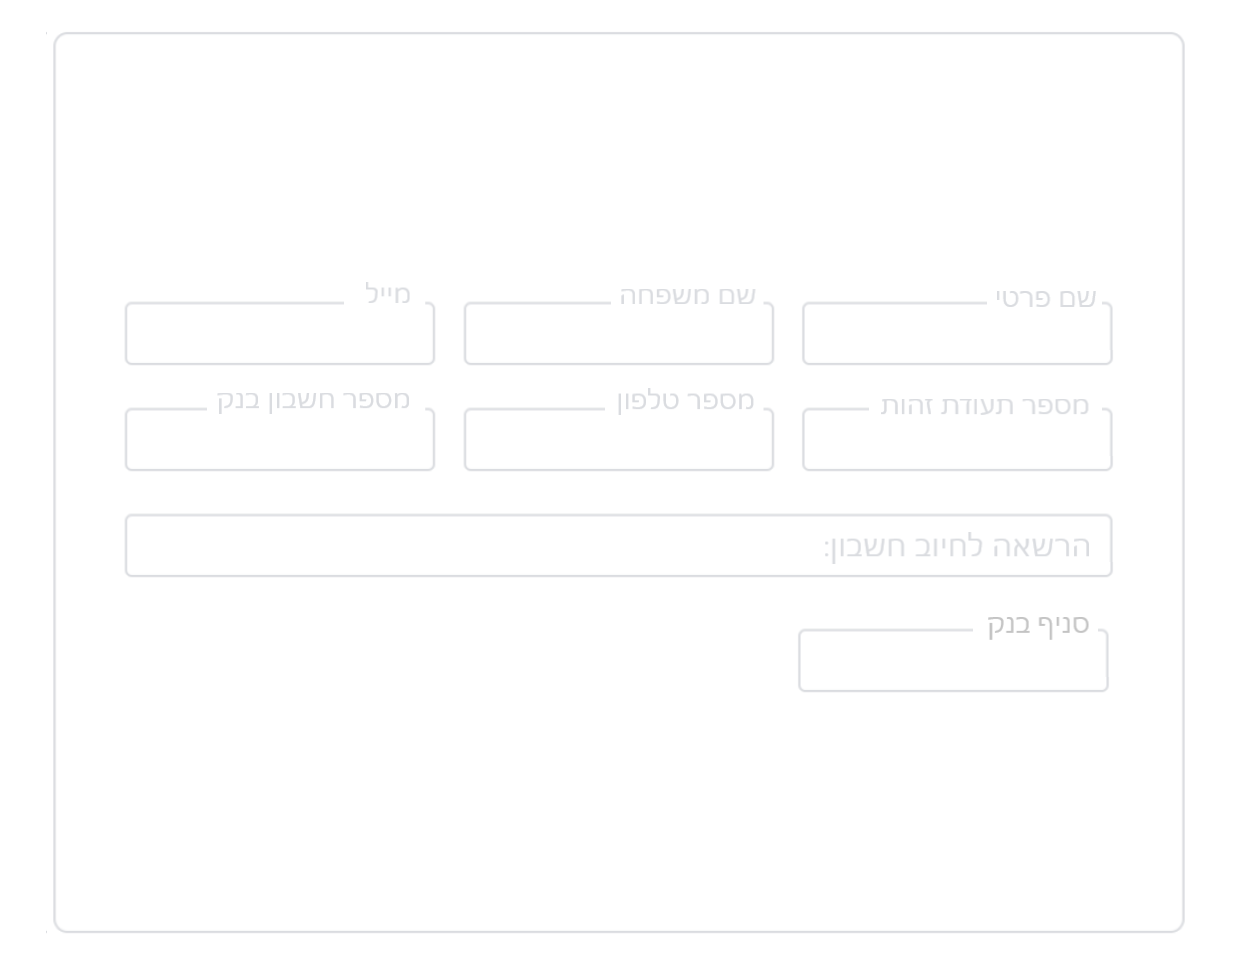 שם פרטי
שם משפחה
מייל
מספר תעודת זהות
מספר טלפון
מספר חשבון בנק
הרשאה לחיוב חשבון:
סניף בנק